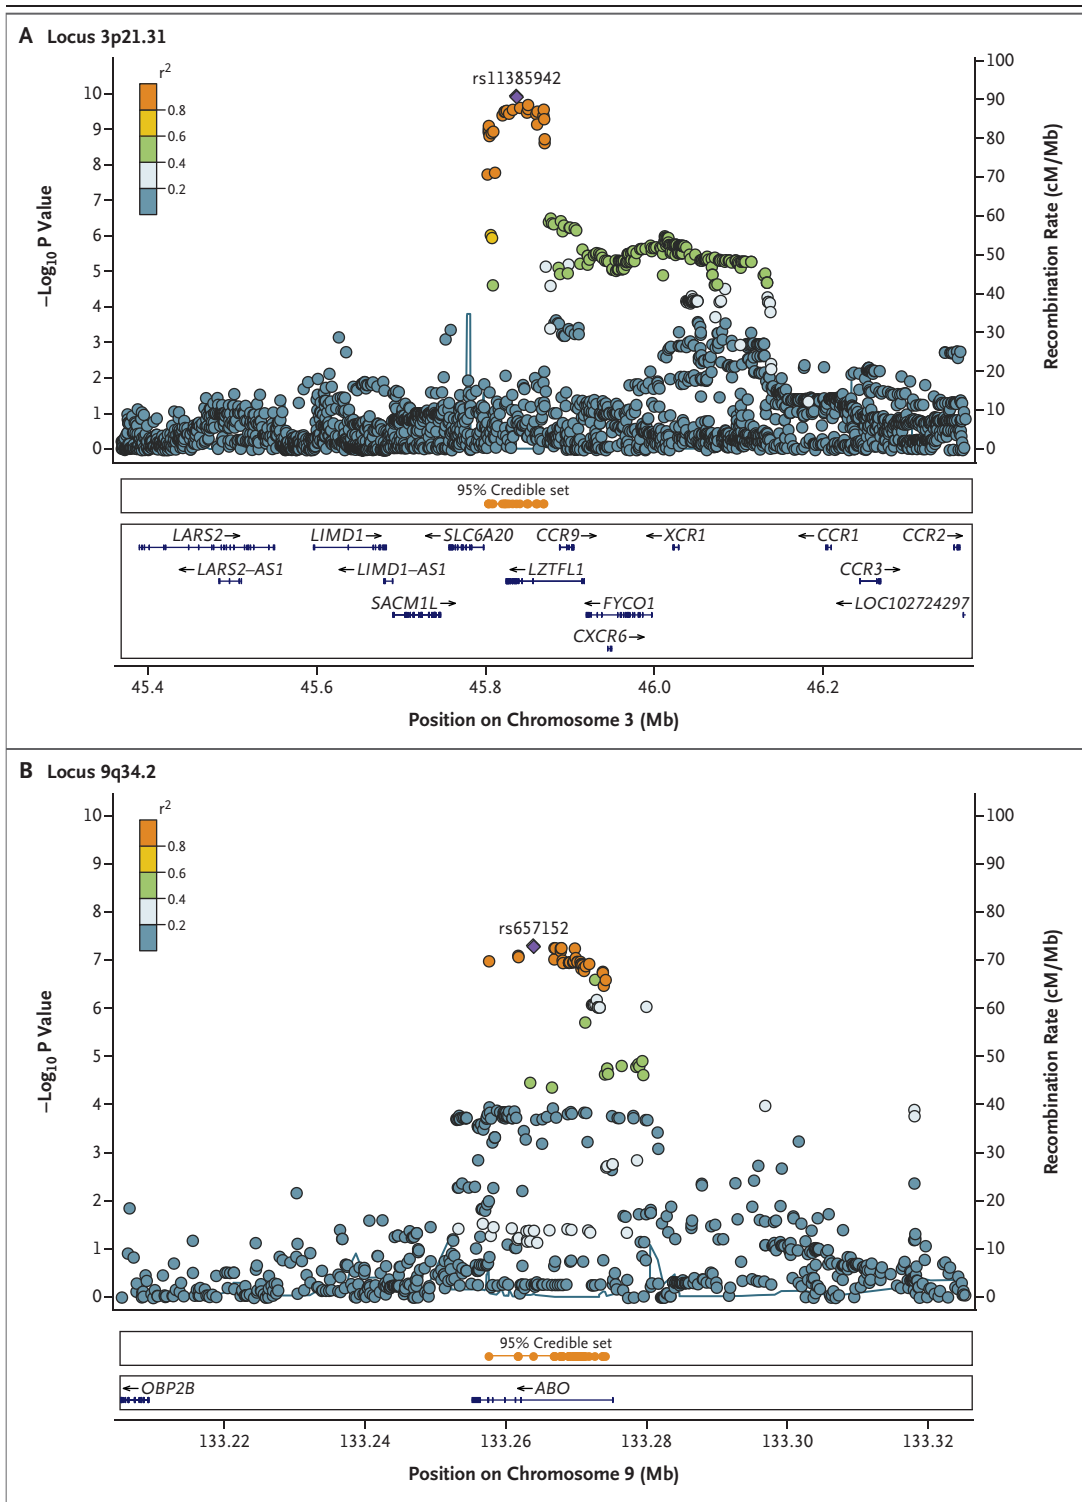 A Locus 3p21.31
r2
0.8
0.6
0.4
0.2
rs11385942
10
9
8
7
6
5
4
3
2
1
0
−Log10 P Value
100
90
80
70
60
50
40
30
20
10
0
Recombination Rate (cM/Mb)
95% Credible set
LARS2→ LIMD1→ ←SLC6A20 CCR9→ ←XCR1 ←CCR1 CCR2→
←LARS2–AS1 ←LIMD1–AS1 ←LZTFL1 CCR3→
SACM1L→ ←FYCO1 ←LOC102724297
CXCR6→
45.4 45.6 45.8 46.0 46.2
Position on Chromosome 3 (Mb)
B Locus 9q34.2
r2
0.8
0.6
0.4
0.2
rs657152
10
9
8
7
6
5
4
3
2
1
0
−Log10 P Value
100
90
80
70
60
50
40
30
20
10
0
Recombination Rate (cM/Mb)
95% Credible set
←OBP2B ←ABO
133.22 133.24 133.26 133.28 133.30 133.32
Position on Chromosome 9 (Mb)